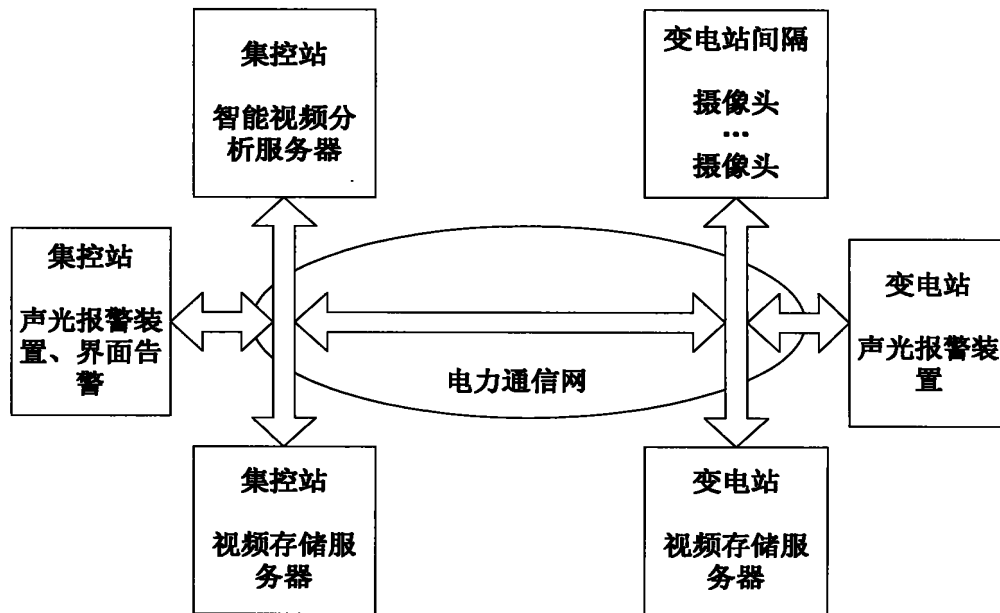 集控站
智能视频分
析服务器
变电站间隔
摄像头
...
摄像头
集控站
声光报警装
置、界面告
警
变电站
声光报警装
置
电力通信网
集控站
视频存储服
务器
变电站
视频存储服
务器